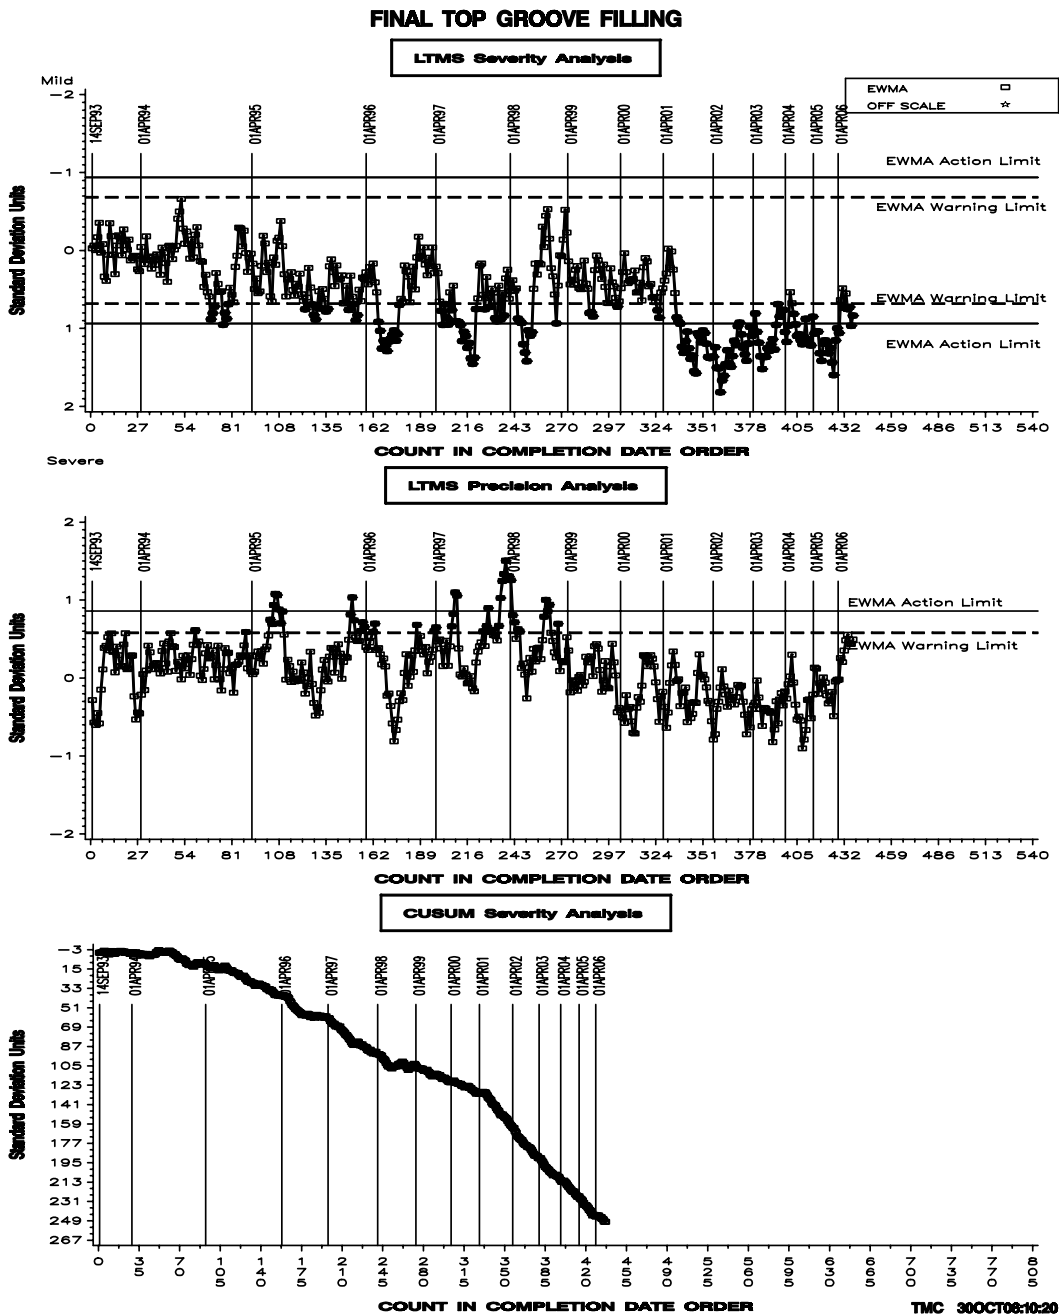 FINAL TOP GROOVE FILLING
LTMS Severity Analysis
Mild
EWMA
OFF SCALE
Standard Deviation Units
-2
-1
0
1
2
14SEP93 01APR94 01APR95 01APR96 01APR97 01APR98 01APR99 01APR00 01APR01 01APR02 01APR03 01APR04 01APR05 01APR06
EWMA Action Limit
EWMA Warning Limit
EWMA Warning Limit
EWMA Action Limit
0 27 54 81 108 135 162 189 216 243 270 297 324 351 378 405 432 459 486 513 540
COUNT IN COMPLETION DATE ORDER
Severe
LTMS Precision Analysis
Standard Deviation Units
2
1
0
-1
-2
14SEP93 01APR94 01APR95 01APR96 01APR97 01APR98 01APR99 01APR00 01APR01 01APR02 01APR03 01APR04 01APR05 01APR06
EWMA Action Limit
EWMA Warning Limit
0 27 54 81 108 135 162 189 216 243 270 297 324 351 378 405 432 459 486 513 540
COUNT IN COMPLETION DATE ORDER
CUSUM Severity Analysis
Standard Deviation Units
-3
15
33
51
69
87
105
123
141
159
177
195
213
231
249
267
14SEP93 01APR94 01APR96 01APR97 01APR98 01APR99 01APR00 01APR01 01APR02 01APR03 01APR04 01APR05 01APR06
0 35 70 105 140 175 210 245 280 315 350 385 420 455 490 525 560 595 630 665 700 735 770 805
COUNT IN COMPLETION DATE ORDER
TMC 30OCT06:10:20